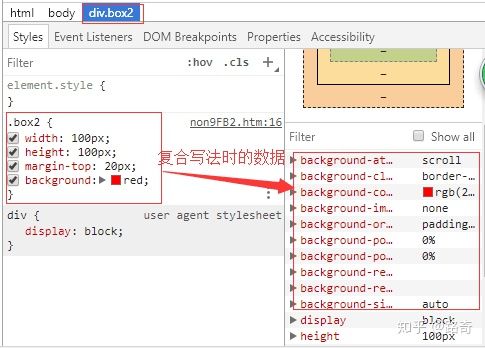 html body div.box2
Styles Event Listeners DOM Breakpoints Properties Accessibility
Filter :hov .cls +
element.style {
}
.box2 { non9FB2.htm:16
width: 100px;
height: 100px;
margin-top: 20px;
background: red;
}
div { user agent stylesheet
display: block;
}
复合写法时的数据
Filter Show all
background-at… scroll
background-cl… border-…
background-co… rgb(2…
background-im… none
background-or… padding…
background-po… 0%
background-po… 0%
background-re…
background-re…
background-si… auto
display block
height 100px